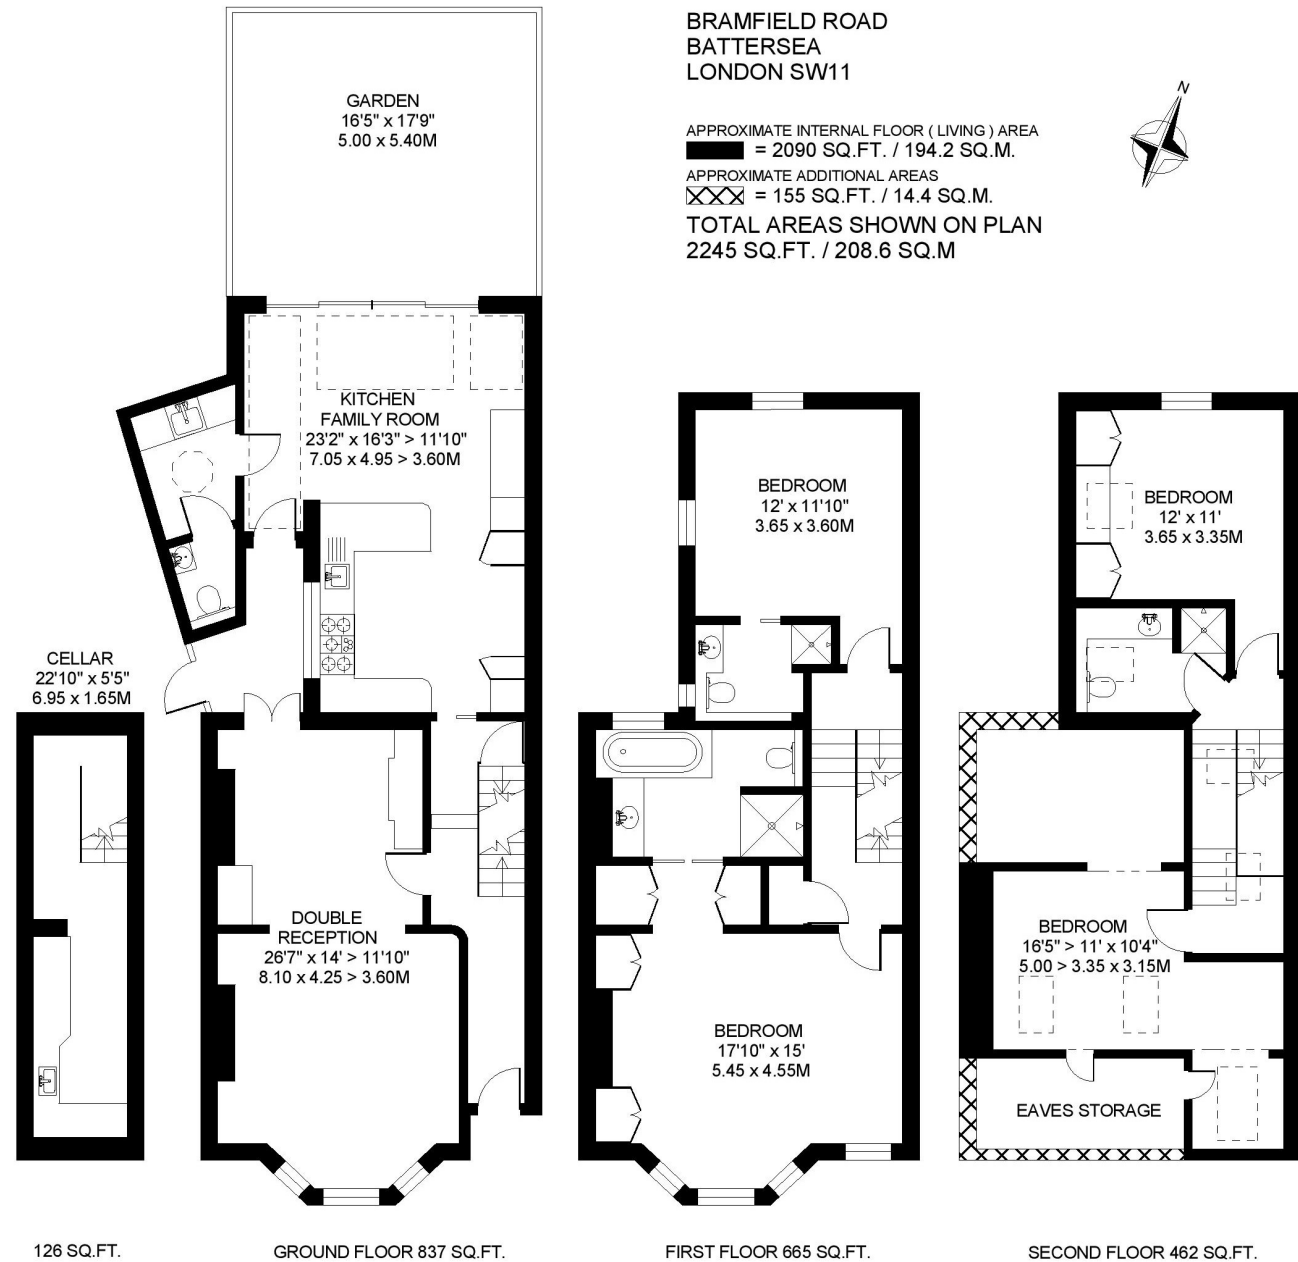 BRAMFIELD ROAD
BATTERSEA
LONDON SW11
N
APPROXIMATE INTERNAL FLOOR ( LIVING ) AREA
= 2090 SQ.FT. / 194.2 SQ.M.
APPROXIMATE ADDITIONAL AREAS
= 155 SQ.FT. / 14.4 SQ.M.
TOTAL AREAS SHOWN ON PLAN
2245 SQ.FT. / 208.6 SQ.M
GARDEN
16'5" x 17'9"
5.00 x 5.40M
KITCHEN
FAMILY ROOM
23'2" x 16'3" > 11'10"
7.05 x 4.95 > 3.60M
BEDROOM
12' x 11'10"
3.65 x 3.60M
BEDROOM
12' x 11'
3.65 x 3.35M
CELLAR
22'10" x 5'5"
6.95 x 1.65M
DOUBLE
RECEPTION
26'7" x 14' > 11'10"
8.10 x 4.25 > 3.60M
BEDROOM
17'10" x 15'
5.45 x 4.55M
BEDROOM
16'5" > 11' x 10'4"
5.00 > 3.35 x 3.15M
EAVES STORAGE
126 SQ.FT.
GROUND FLOOR 837 SQ.FT.
FIRST FLOOR 665 SQ.FT.
SECOND FLOOR 462 SQ.FT.